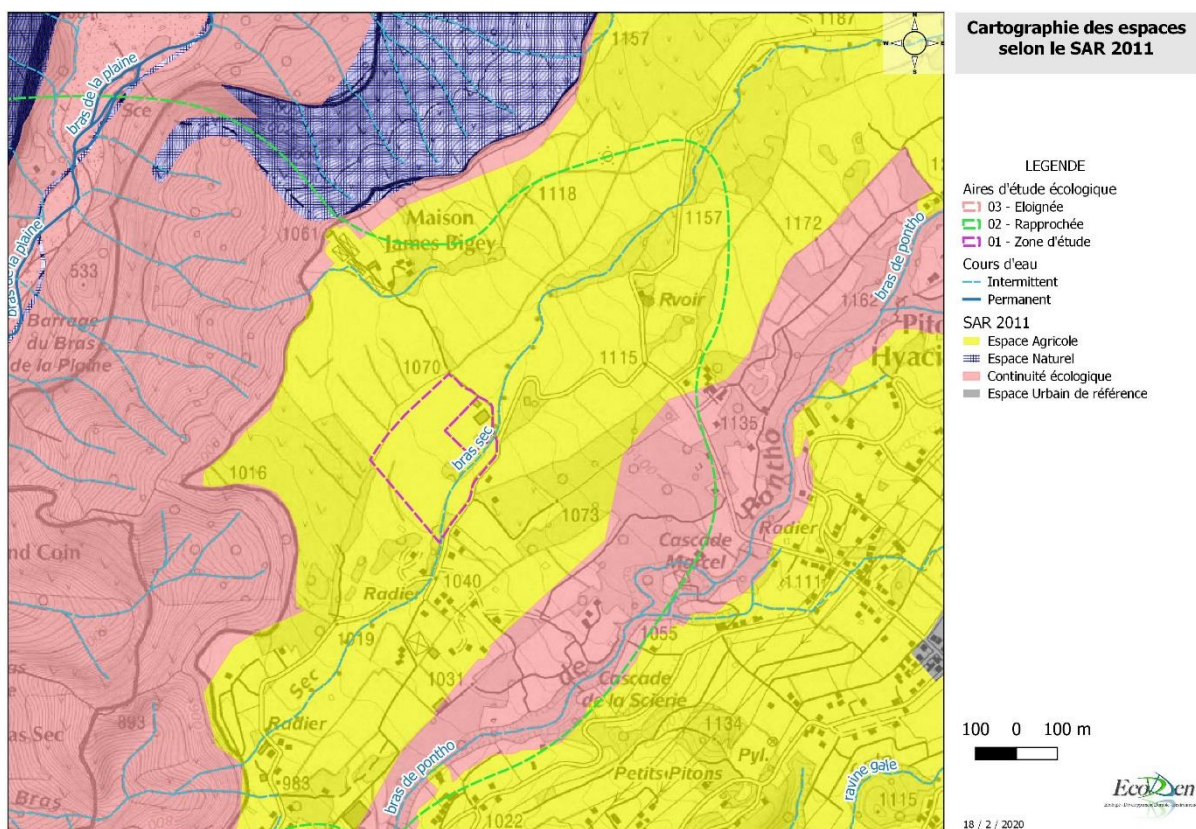 Cartographie des espaces
selon le SAR 2011
N
W
E
S
LEGENDE
Aires d'étude écologique
03 - Eloignée
02 - Rapprochée
01 - Zone d'étude
Cours d'eau
Intermittent
Permanent
SAR 2011
Espace Agricole
Espace Naturel
Continuité écologique
Espace Urbain de référence
100 0 100 m
18 / 2 / 2020
1187
1157
bras de la plaine
Sce
1060
1118
1157
1172
Maison
James Bigey
1061
bras de la plaine
533
Barrage
du Bras
de la Plaine
bras de ponto
1162
Hyaci
Rvoir
1115
1070
1135
Pontho
bras sec
1016
1073
Radier
Cascade
Marcel
1111
nd Coin
1040
Radier
1019
1055
de
1031
Cascade
de la Scierie
Sec
893
as Sec
Radier
1134
Pyl.
983
bras de pontho
Petits Pitons
ravine gale
1115
Bras
1022